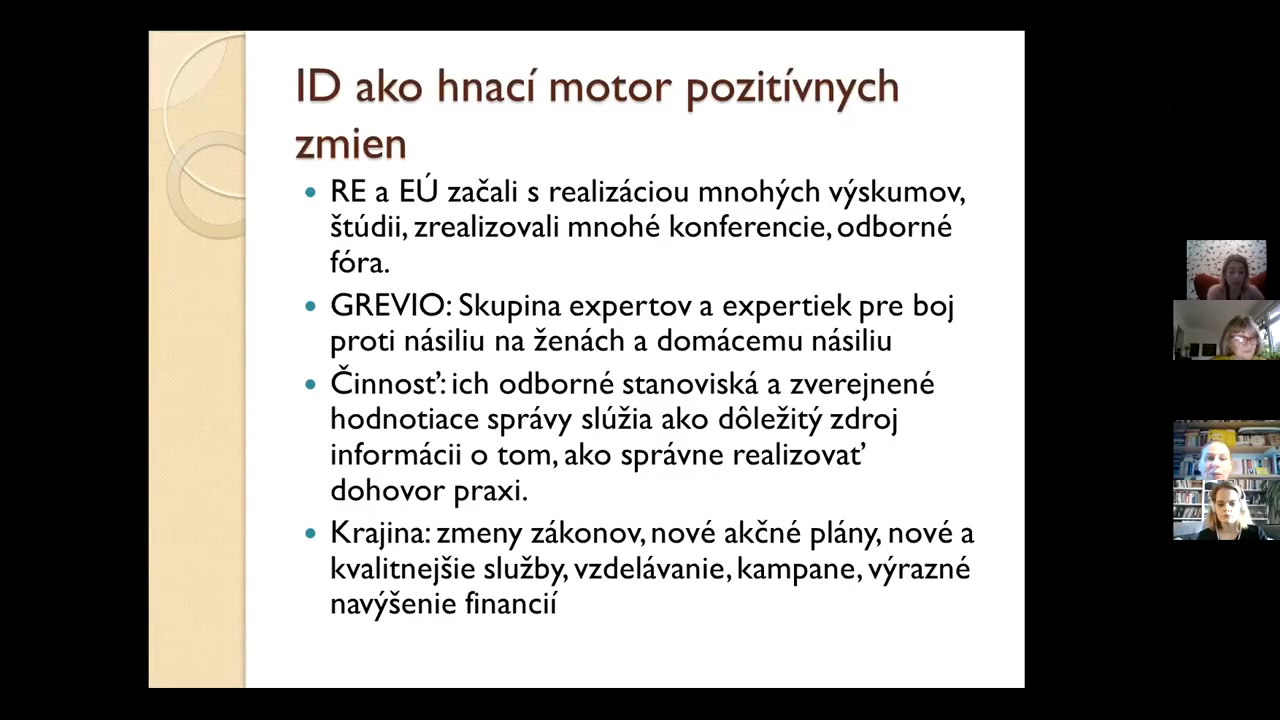 ID ako hnací motor pozitívnych
zmien
RE a EÚ začali s realizáciou mnohých výskumov,
štúdii, zrealizovali mnohé konferencie, odborné
fóra.
GREVIO: Skupina expertov a expertiek pre boj
proti násiliu na ženách a domácemu násiliu
Činnosť: ich odborné stanoviská a zverejnené
hodnotiace správy slúžia ako dôležitý zdroj
informácii o tom, ako správne realizovať
dohovor praxi.
Krajina: zmeny zákonov, nové akčné plány, nové a
kvalitnejšie služby, vzdelávanie, kampane, výrazné
navýšenie financií